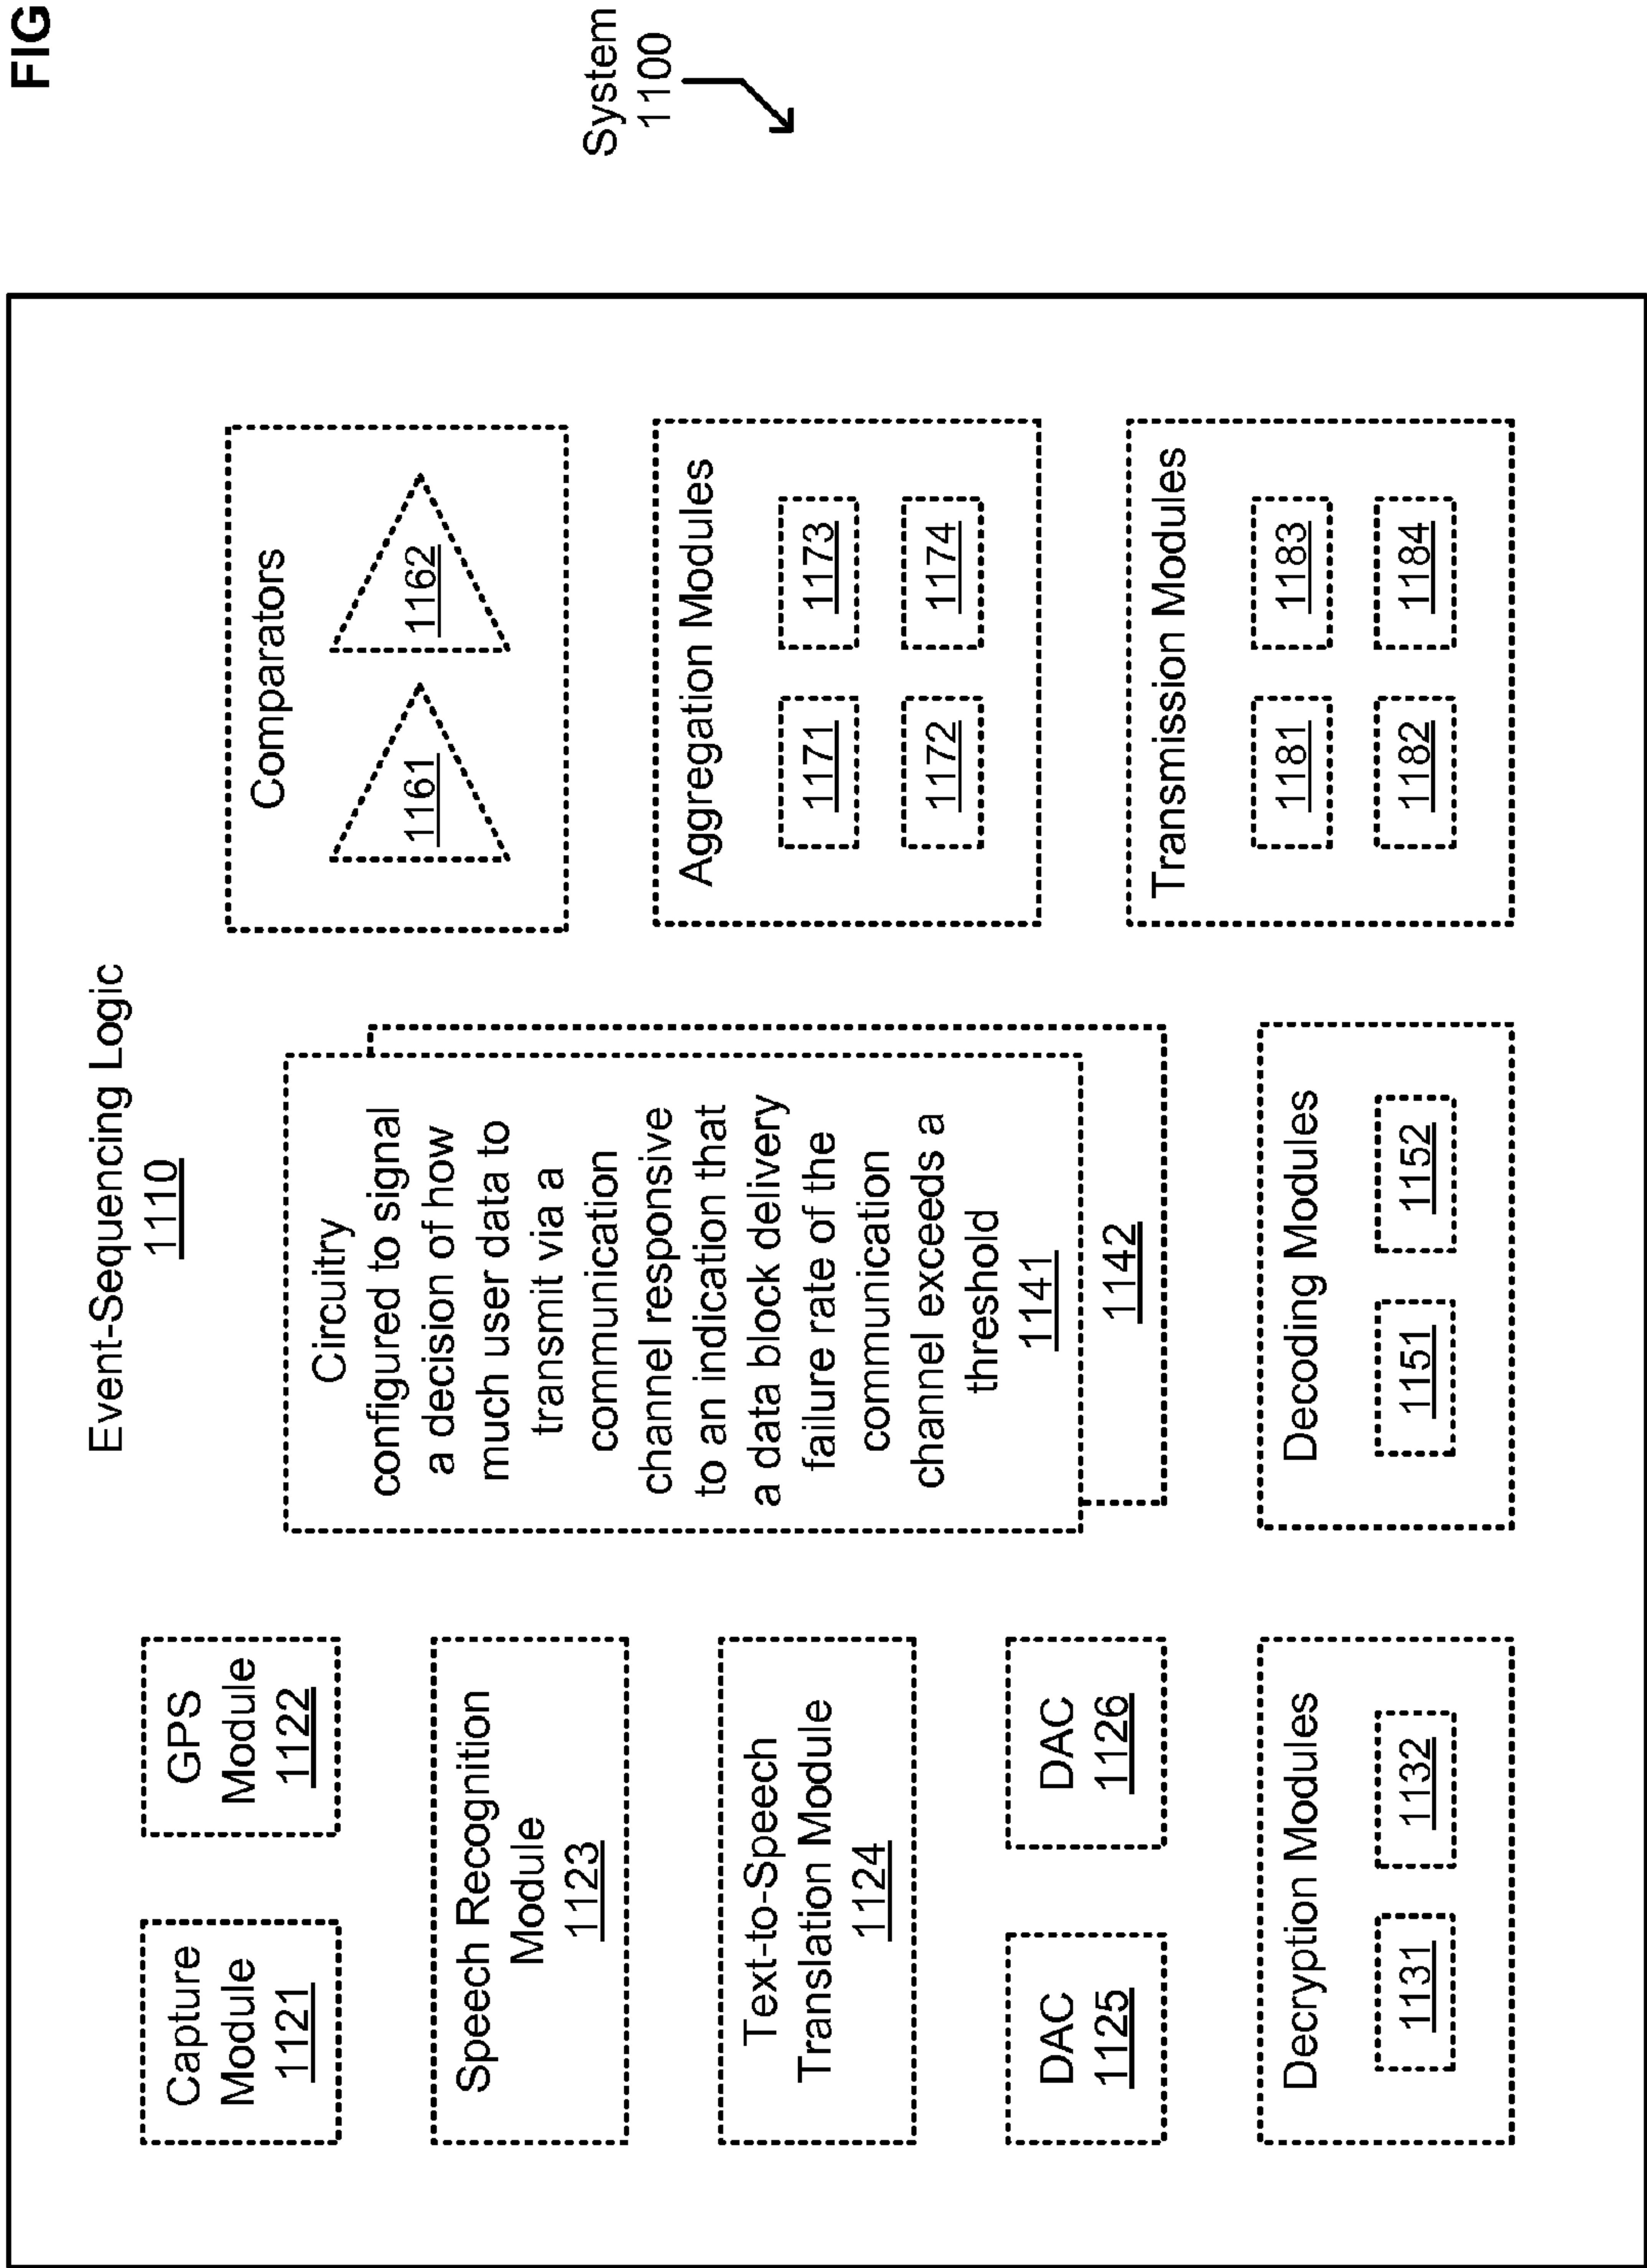 FIG
System
1100
Event-Sequencing Logic
1110
Capture
Module
1121
GPS
Module
1122
Speech Recognition
Module
1123
Text-to-Speech
Translation Module
1124
DAC
1125
DAC
1126
Decryption Modules
1131
1132
Circuitry
configured to signal
a decision of how
much user data to
transmit via a
communication
channel responsive
to an indication that
a data block delivery
failure rate of the
communication
channel exceeds a
threshold
1141
1142
Decoding Modules
1151
1152
Comparators
1161
1162
Aggregation Modules
1171
1173
1172
1174
Transmission Modules
1181
1183
1182
1184